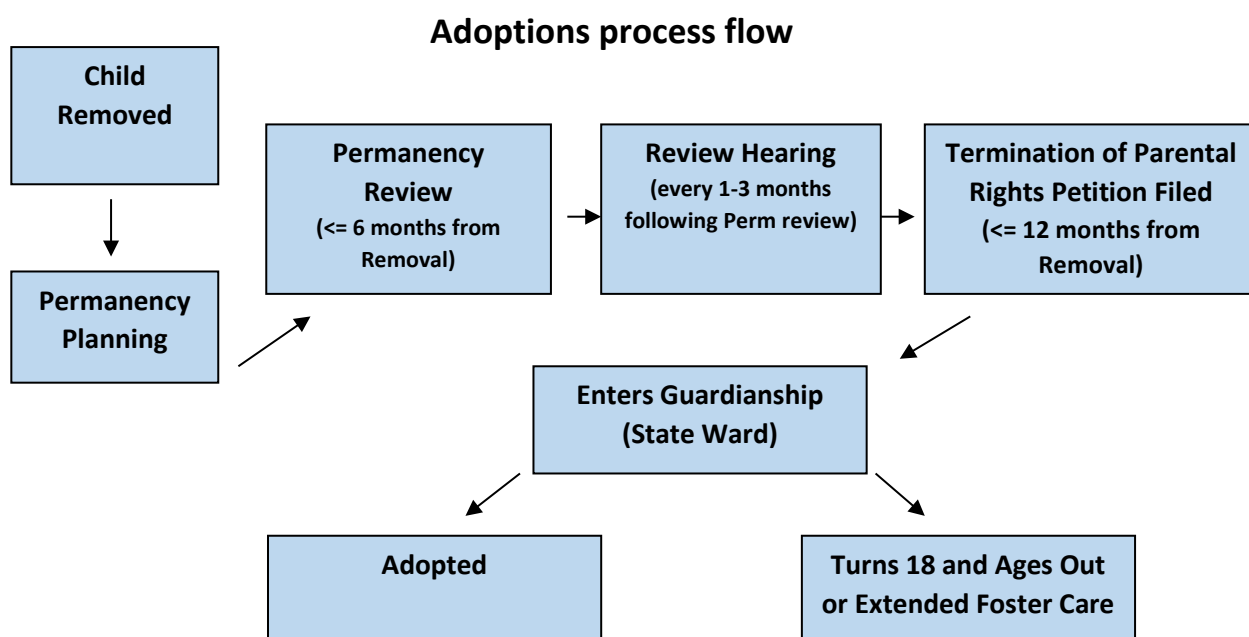 Adoptions process flow
Child
Removed
Permanency
Planning
Permanency
Review
(<= 6 months from
Removal)
Review Hearing
(every 1-3 months
following Perm review)
Termination of Parental
Rights Petition Filed
(<= 12 months from
Removal)
Enters Guardianship
(State Ward)
Adopted
Turns 18 and Ages Out
or Extended Foster Care